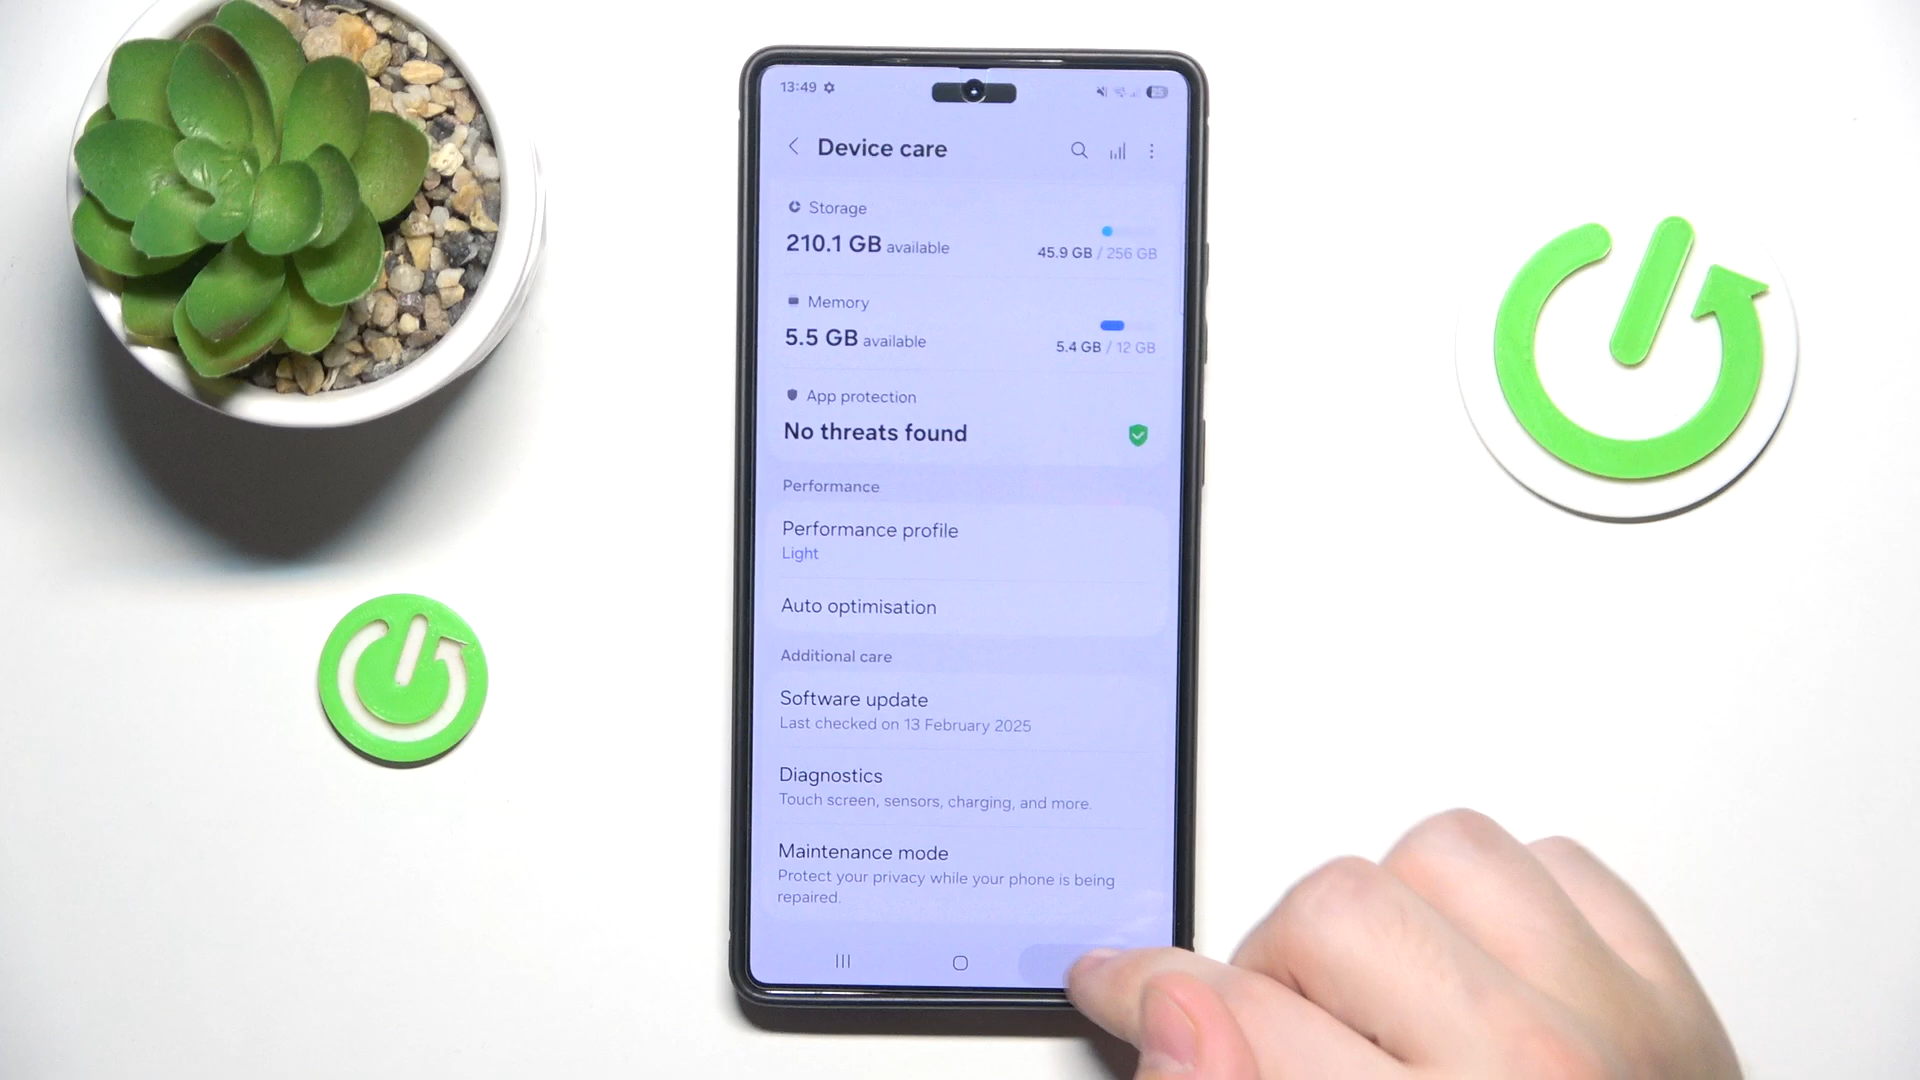 13:49
25
Device care
Storage
210.1 GB available
45.9 GB / 256 GB
Memory
5.5 GB available
5.4 GB / 12 GB
App protection
No threats found
Performance
Performance profile
Light
Auto optimisation
Additional care
Software update
Last checked on 13 February 2025
Diagnostics
Touch screen, sensors, charging, and more.
Maintenance mode
Protect your privacy while your phone is being
repaired.